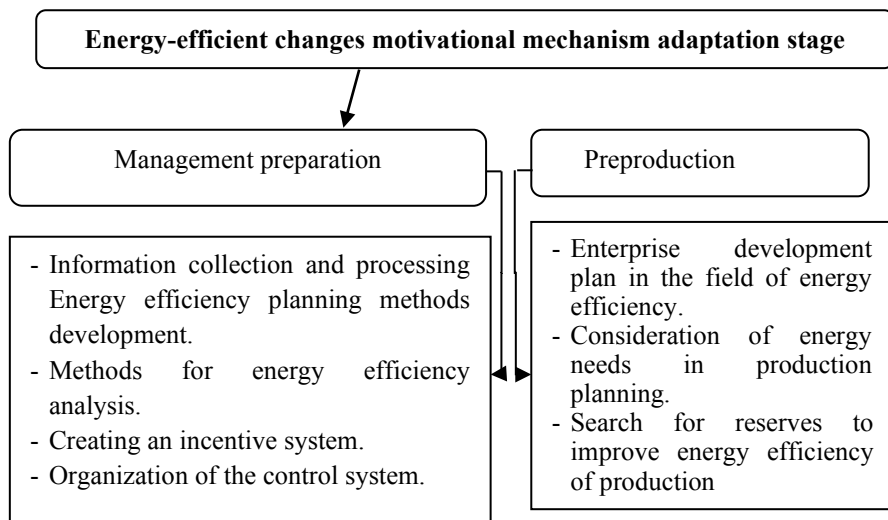 Energy-efficient changes motivational mechanism adaptation stage
Management preparation
Preproduction
- Information collection and processing
Energy efficiency planning methods
development.
- Methods for energy efficiency
analysis.
- Creating an incentive system.
- Organization of the control system.
- Enterprise development
plan in the field of energy
efficiency.
- Consideration of energy
needs in production
planning.
- Search for reserves to
improve energy efficiency
of production